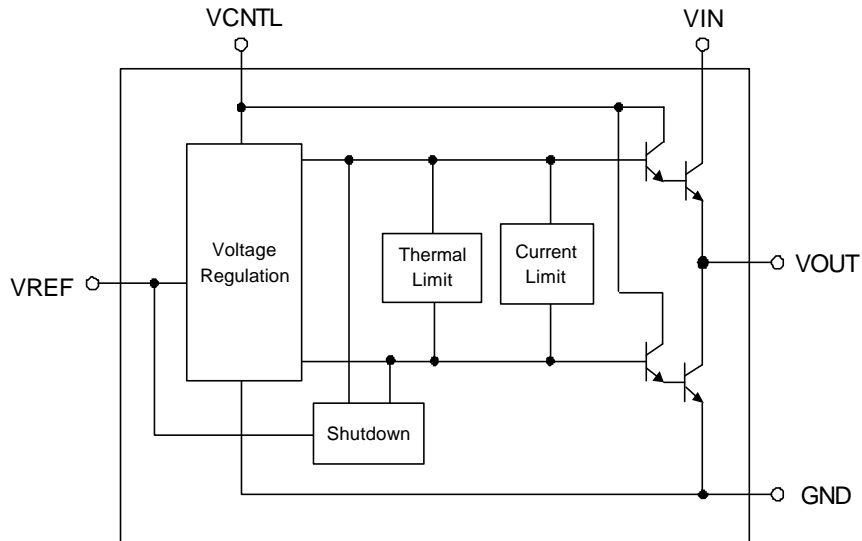 VCNTL
VIN
Voltage
Regulation
Thermal
Limit
Current
Limit
VREF
VOUT
Shutdown
GND